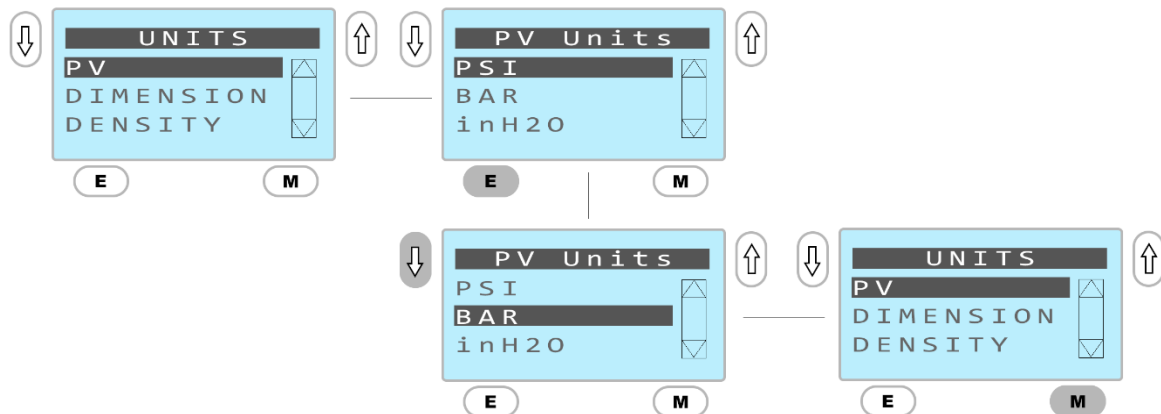 UNITS
PV
DIMENSION
DENSITY
E
M
PV Units
PSI
BAR
inH2O
E
M
PV Units
PSI
BAR
inH2O
E
M
UNITS
PV
DIMENSION
DENSITY
E
M